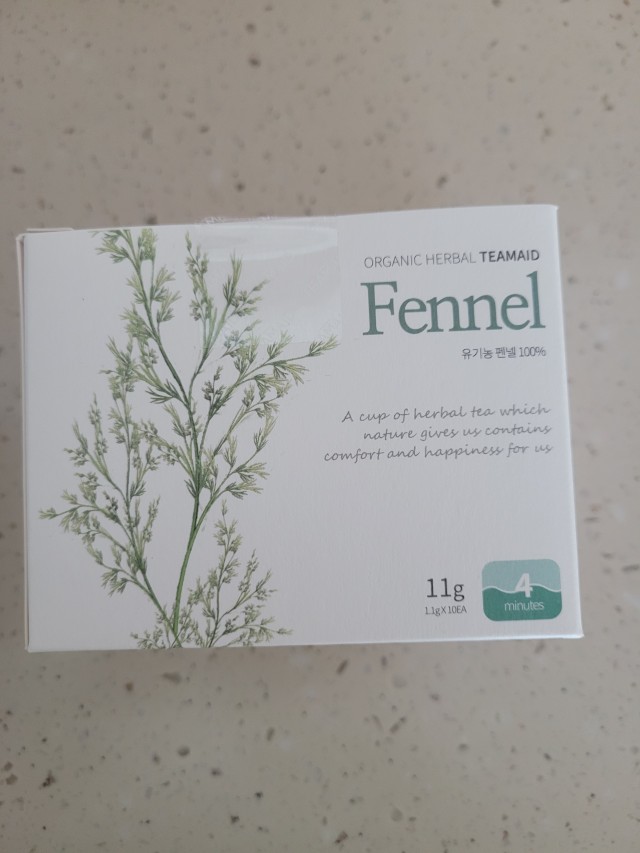 ORGANIC HERBAL TEAMAID
Fennel
유기농 펜넬 100%
A cup of herbal tea which
nature gives us contains
comfort and happiness for us
11g
1.1g X 10EA
4
minutes